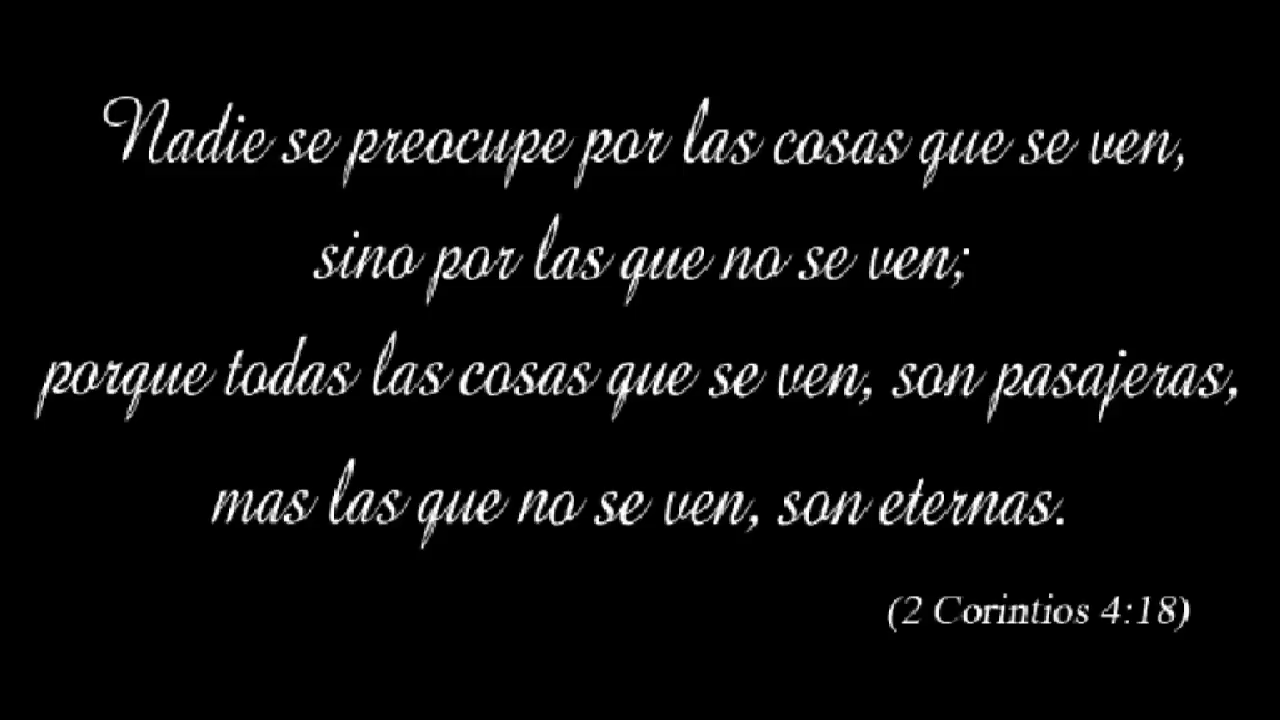 Nadie se preocupe por las cosas que se ven,
sino por las que no se ven;
porque todas las cosas que se ven, son pasajeras,
mas las que no se ven, son eternas.
(2 Corintios 4:18)